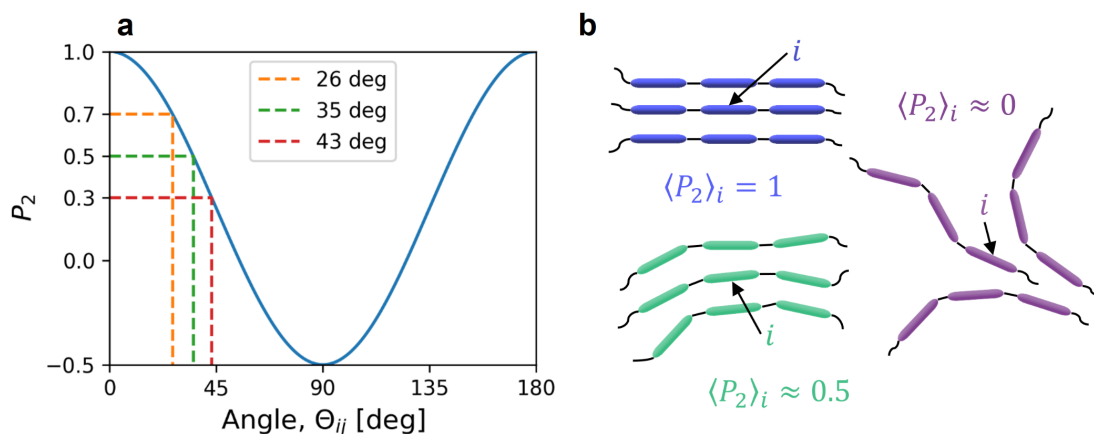 a
1.0
0.7
0.5
0.3
0.0
−0.5
P₂
26 deg
35 deg
43 deg
0
45
90
135
180
Angle, Θᵢⱼ [deg]
b
i
⟨P₂⟩ᵢ = 1
⟨P₂⟩ᵢ ≈ 0
i
i
⟨P₂⟩ᵢ ≈ 0.5